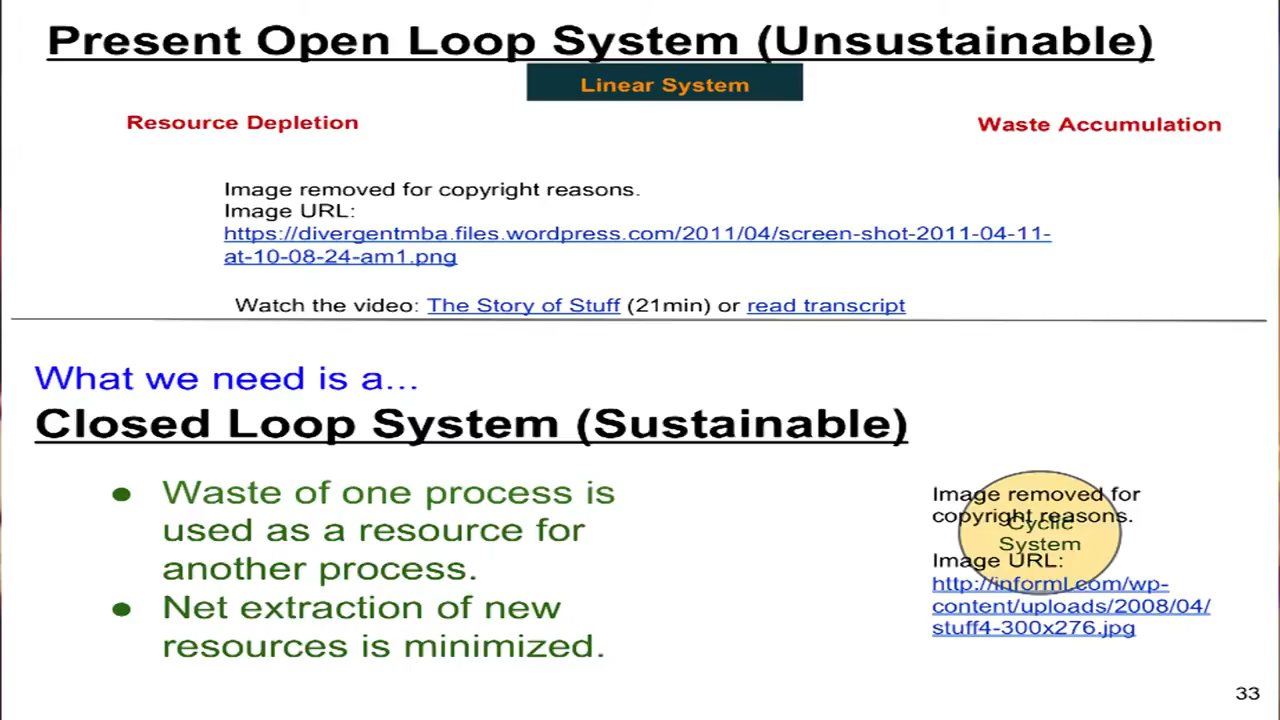 Present Open Loop System (Unsustainable)
Linear System
Resource Depletion
Waste Accumulation
Image removed for copyright reasons.
Image URL:
https://divergentmba.files.wordpress.com/2011/04/screen-shot-2011-04-11-
at-10-08-24-am1.png
Watch the video: The Story of Stuff (21min) or read transcript
What we need is a...
Closed Loop System (Sustainable)
● Waste of one process is
used as a resource for
another process.
● Net extraction of new
resources is minimized.
Image removed for
copyright reasons.
Cyclic
System
Image URL:
http://informl.com/wp-
content/uploads/2008/04/
stuff4-300x276.jpg
33